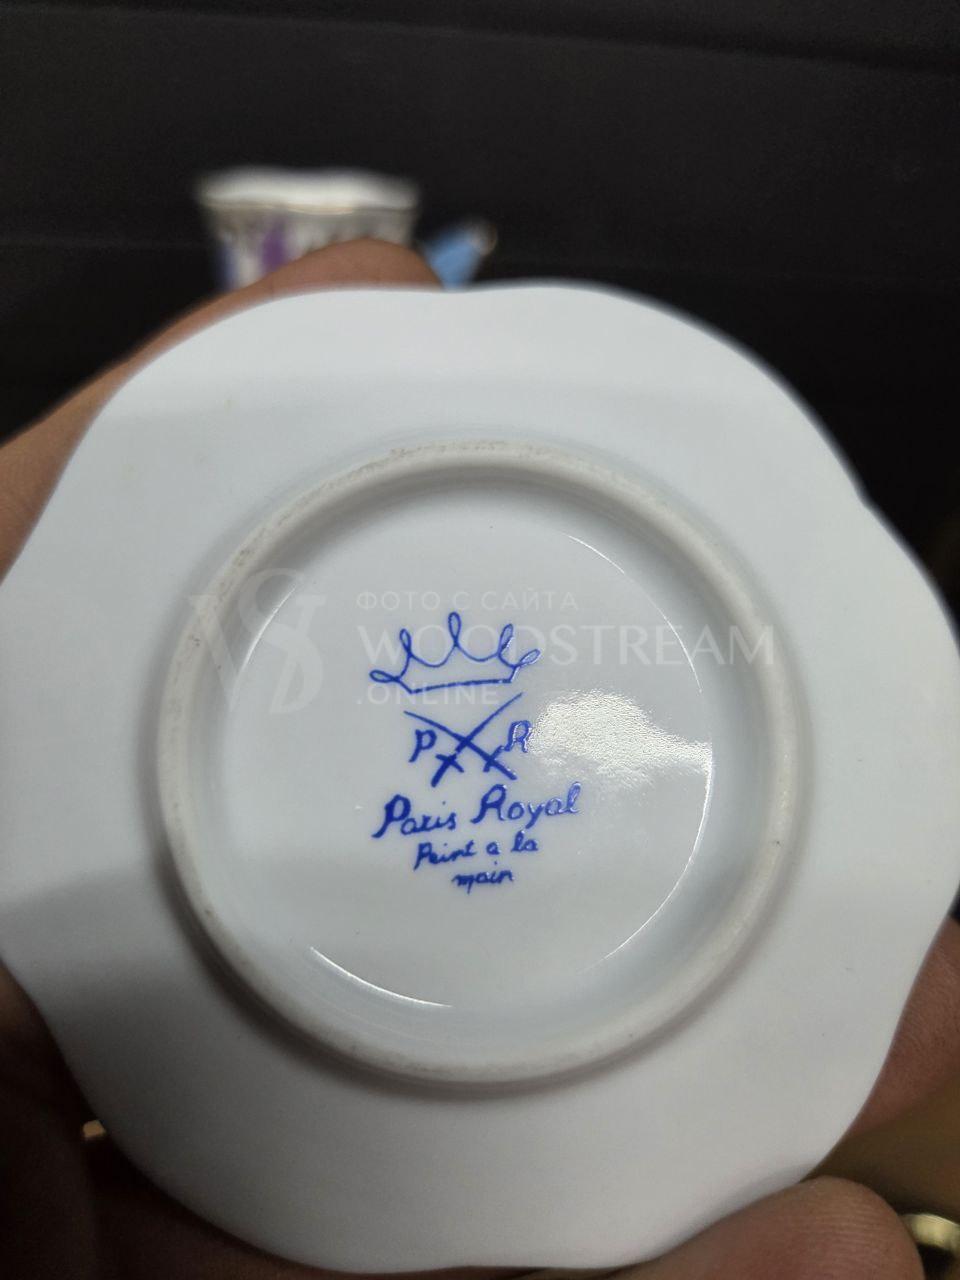 ФОТО С САЙТА
WOODSTREAM
.ONLINE
P R
Paris Royal
Peint a la
main